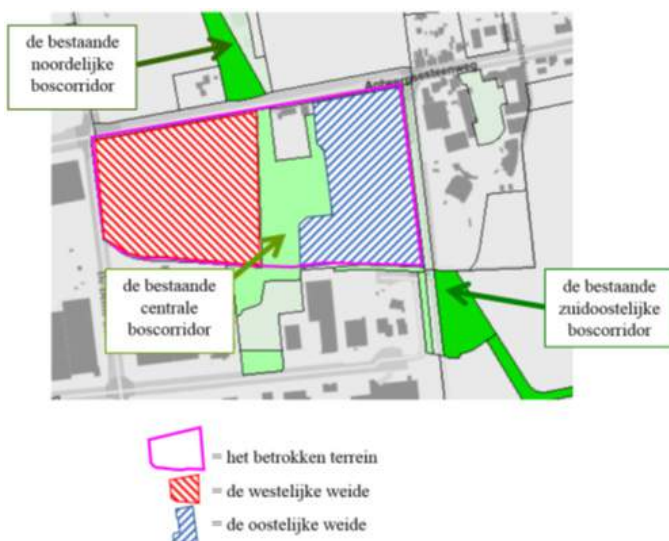 de bestaande
noordelijke
boscorridor
Antwerpsesteenweg
de bestaande
centrale
boscorridor
de bestaande
zuidoostelijke
boscorridor
= het betrokken terrein
= de westelijke weide
= de oostelijke weide